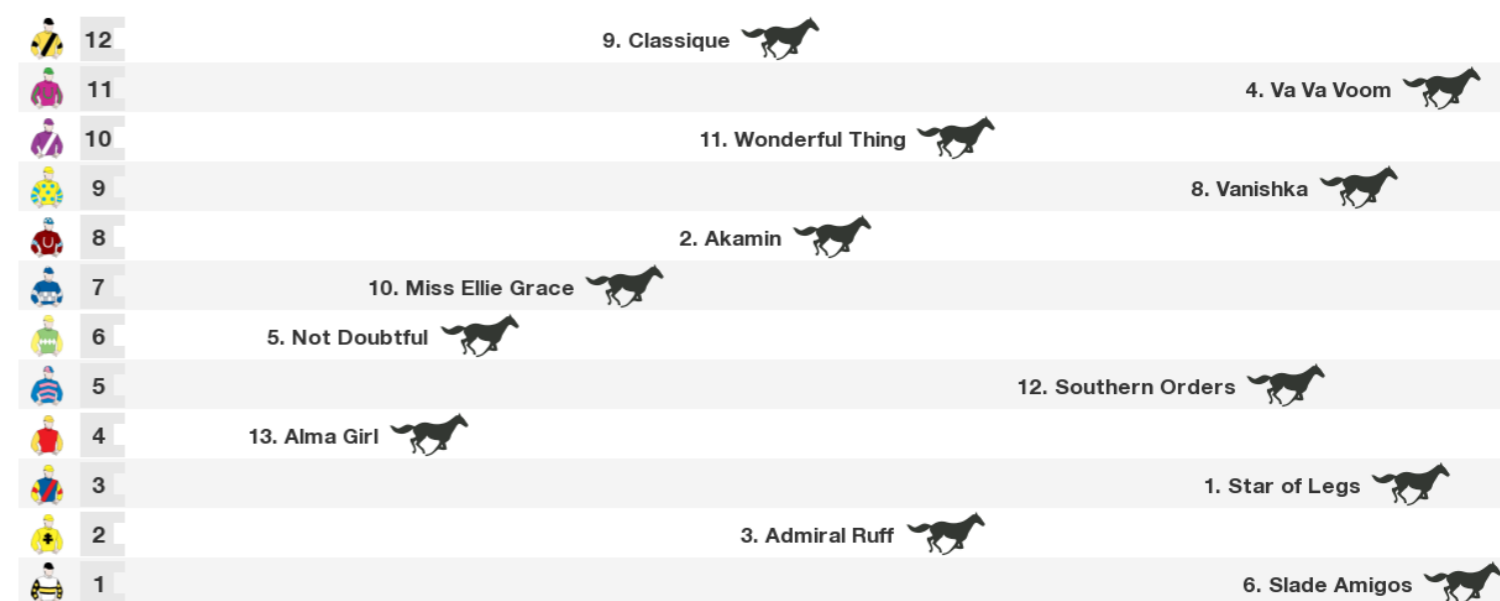 12 9. Classique
11 4. Va Va Voom
10 11. Wonderful Thing
9 8. Vanishka
8 2. Akamin
7 10. Miss Ellie Grace
6 5. Not Doubtful
5 12. Southern Orders
4 13. Alma Girl
3 1. Star of Legs
2 3. Admiral Ruff
1 6. Slade Amigos